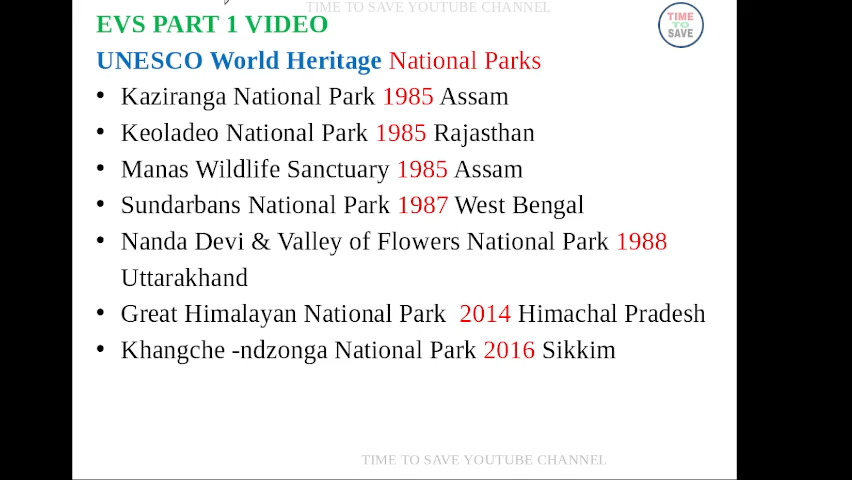 TIME TO SAVE YOUTUBE CHANNEL
EVS PART 1 VIDEO
TIME
TO
SAVE
UNESCO World Heritage National Parks
• Kaziranga National Park 1985 Assam
• Keoladeo National Park 1985 Rajasthan
• Manas Wildlife Sanctuary 1985 Assam
• Sundarbans National Park 1987 West Bengal
• Nanda Devi & Valley of Flowers National Park 1988
Uttarakhand
• Great Himalayan National Park 2014 Himachal Pradesh
• Khangche -ndzonga National Park 2016 Sikkim
TIME TO SAVE YOUTUBE CHANNEL